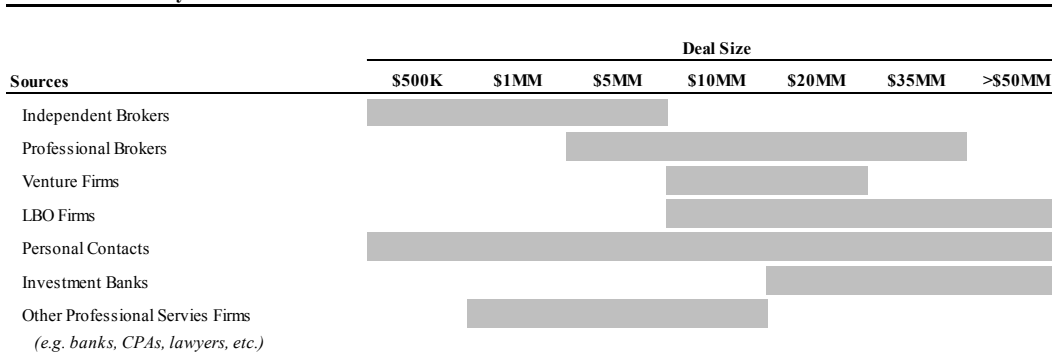 Deal Size
Sources $500K $1MM $5MM $10MM $20MM $35MM >$50MM
Independent Brokers
Professional Brokers
Venture Firms
LBO Firms
Personal Contacts
Investment Banks
Other Professional Servies Firms
(e.g. banks, CPAs, lawyers, etc.)